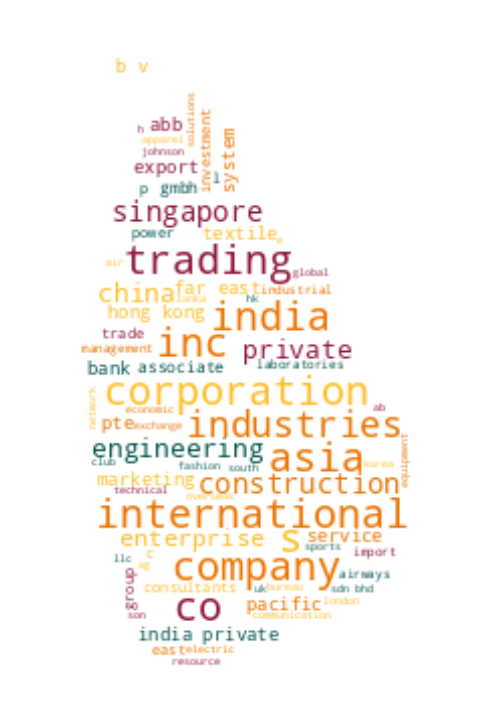 b v
solutions
h abb
investment
system
apparel
johnson
export
l
p gmbh
singapore
power textile
e
air trading global
china far east industrial
lanka hk
hong kong india
trade inc private
management
bank associate laboratories
corporation
network
economic ab
pte exchange industries
engineering asia
equipment
club fashion south korea
marketing construction
technical overseas
international
enterprise s service
sports
llc c import
ag company airways
group
consultants uk bureau sdn bhd
co pacific london
son communication
india private
east electric
resource